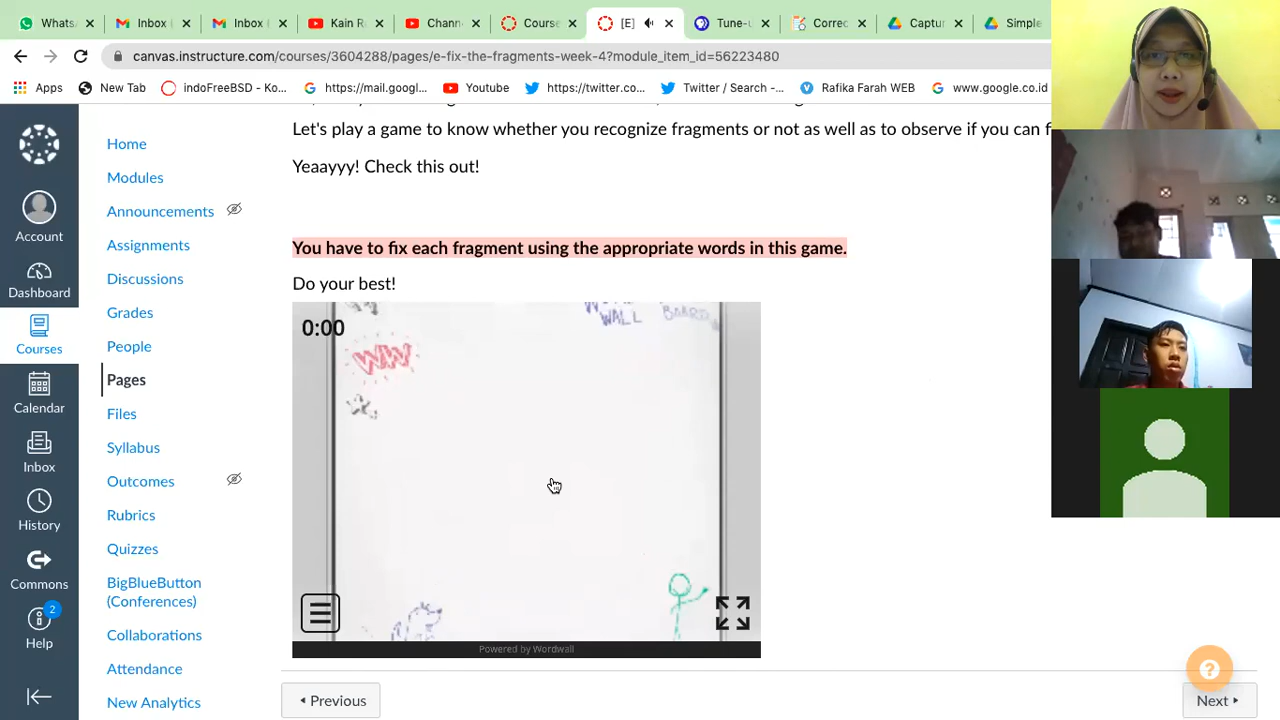 WhatsA
Inbox (
Inbox (
Kain Ra
Channe
Course
[E]
Tune-u
Correc
Captur
Simple
canvas.instructure.com/courses/3604288/pages/e-fix-the-fragments-week-4?module_item_id=56223480
Apps
New Tab
indoFreeBSD - Ko...
https://mail.googl...
Youtube
https://twitter.co...
Twitter / Search -...
Rafika Farah WEB
www.google.co.id
Let's play a game to know whether you recognize fragments or not as well as to observe if you can f
Yeaayyy! Check this out!
You have to fix each fragment using the appropriate words in this game.
Do your best!
0:00
WW
WALL
BOARD
Powered by Wordwall
Previous
Next
Account
Dashboard
Courses
Calendar
Inbox
History
Commons
2
Help
Home
Modules
Announcements
Assignments
Discussions
Grades
People
Pages
Files
Syllabus
Outcomes
Rubrics
Quizzes
BigBlueButton
(Conferences)
Collaborations
Attendance
New Analytics